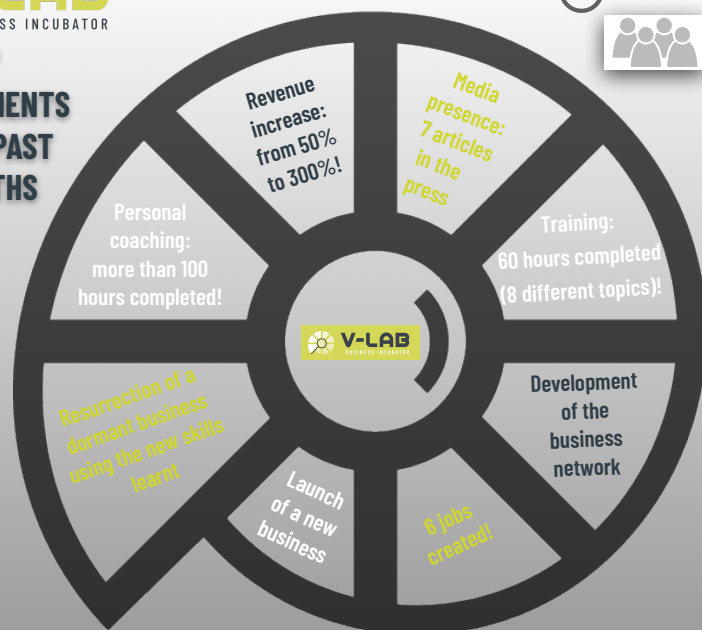 LAB
SS INCUBATOR
MENTS
PAST
THS
Revenue
increase:
from 50%
to 300%!
Media
presence:
7 articles
in the
press
Training:
60 hours completed
(8 different topics)!
Development
of the
business
network
6 jobs
created!
Launch
of a new
business
Resurrection of a
dormant business
using the new skills
learnt
Personal
coaching:
more than 100
hours completed!
V-LAB
BUSINESS INCUBATOR